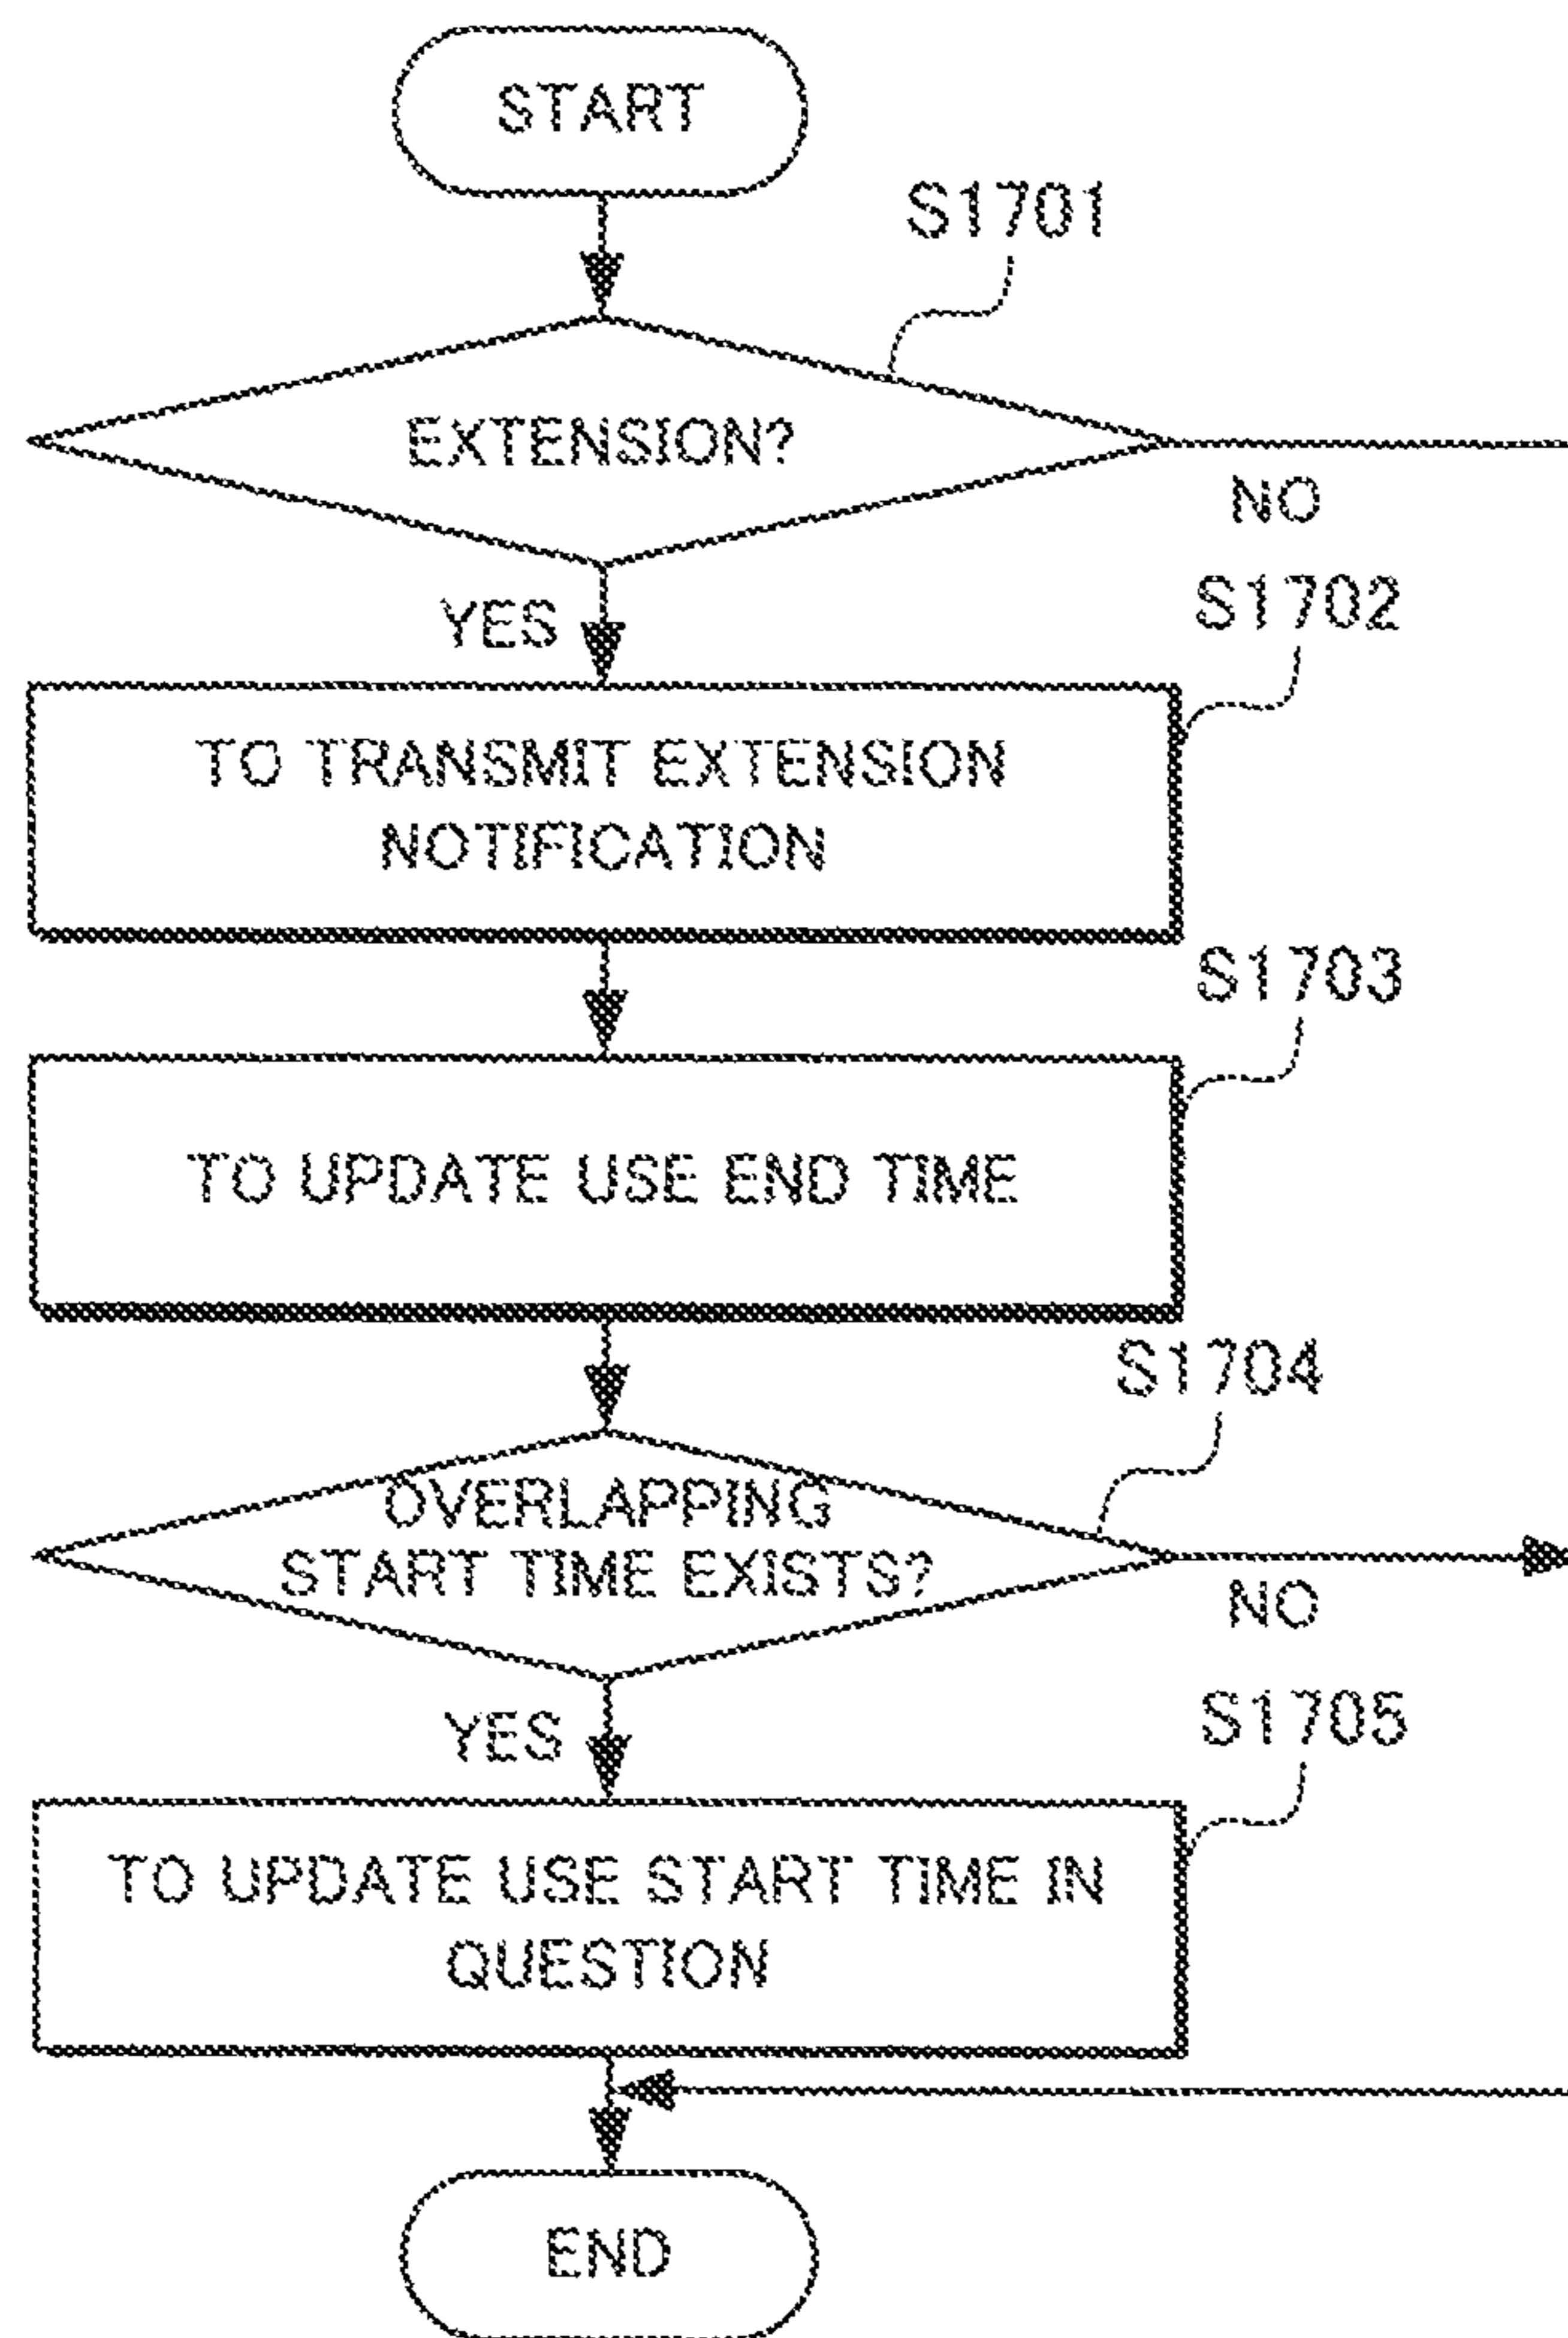 START
S1701
EXTENSION?
NO
YES
S1702
TO TRANSMIT EXTENSION
NOTIFICATION
S1703
TO UPDATE USE END TIME
S1704
OVERLAPPING
START TIME EXISTS?
NO
YES
S1705
TO UPDATE USE START TIME IN
QUESTION
END